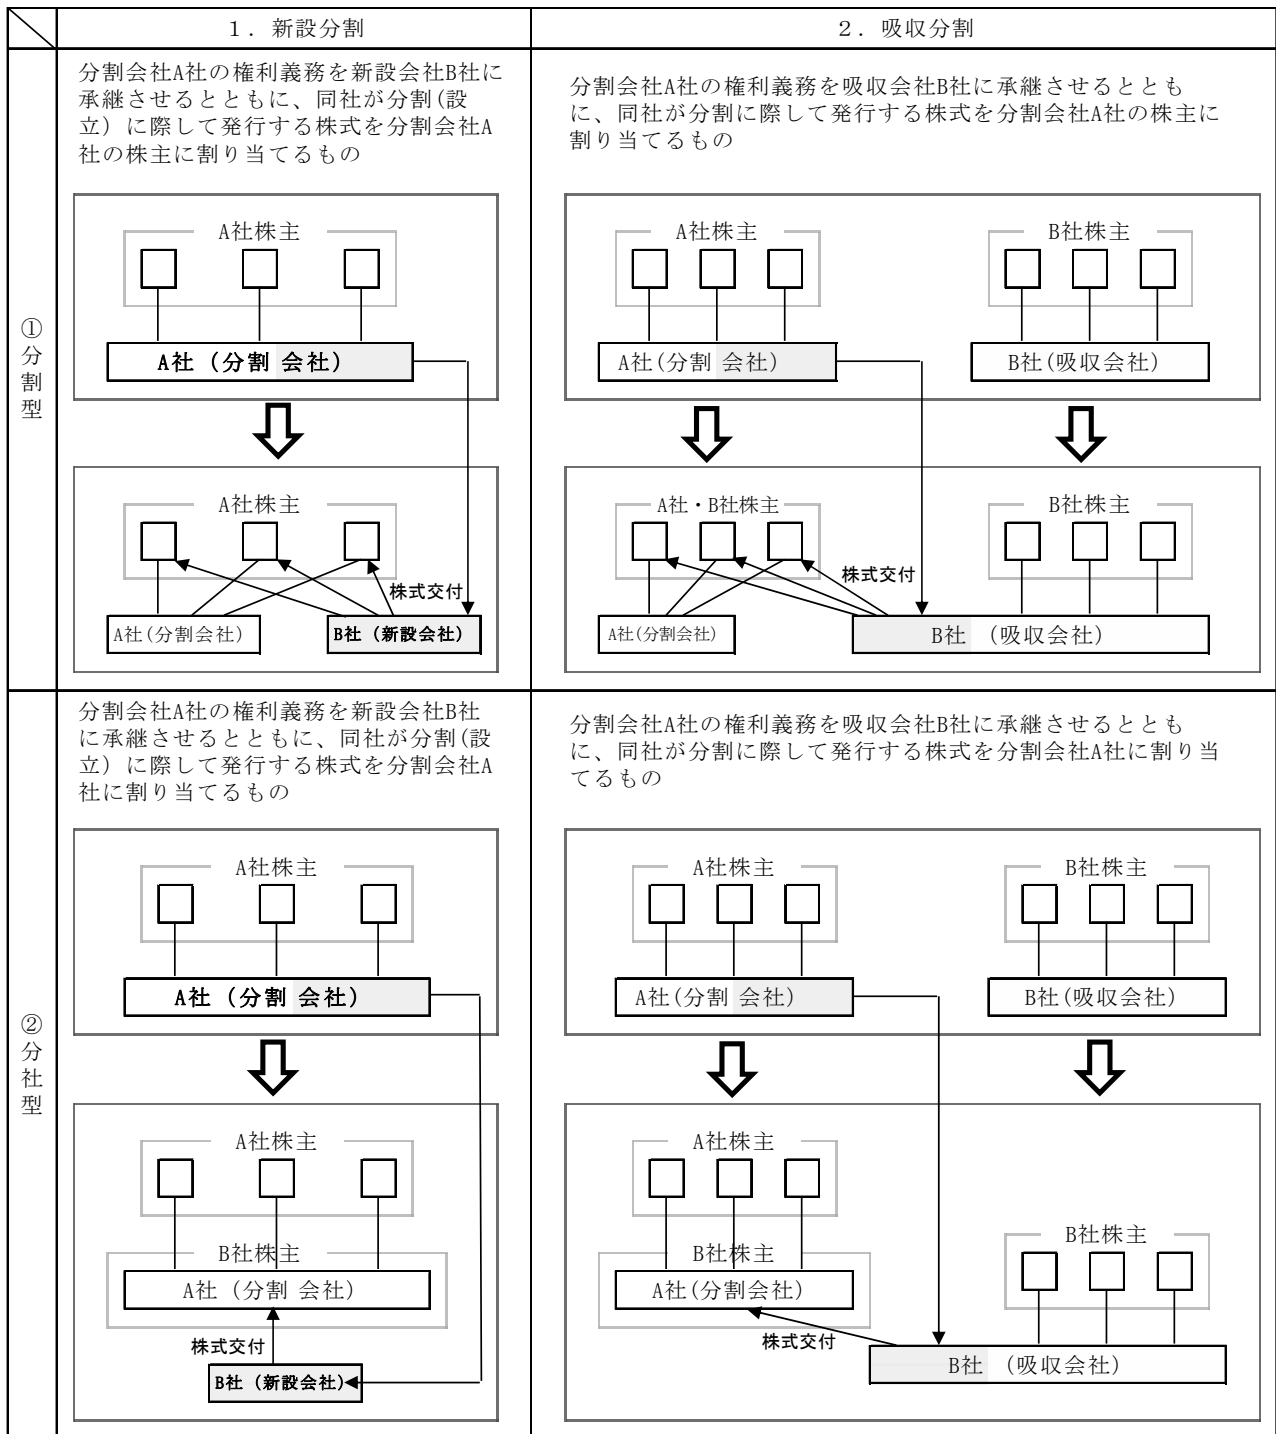 １．新設分割
２．吸収分割
①分割型
分割会社A社の権利義務を新設会社B社に
承継させるとともに、同社が分割(設
立）に際して発行する株式を分割会社A
社の株主に割り当てるもの
A社株主
A社（分割 会社）
A社株主
株式交付
A社(分割会社）
B社（新設会社）
分割会社A社の権利義務を吸収会社B社に承継させるととも
に、同社が分割に際して発行する株式を分割会社A社の株主に
割り当てるもの
A社株主
B社株主
A社(分割 会社）
B社(吸収会社）
A社・B社株主
B社株主
株式交付
A社(分割会社）
B社 （吸収会社）
②分社型
分割会社A社の権利義務を新設会社B社
に承継させるとともに、同社が分割(設
立）に際して発行する株式を分割会社A
社に割り当てるもの
A社株主
A社（分割 会社）
A社株主
B社株主
A社（分割 会社）
株式交付
B社（新設会社）
分割会社A社の権利義務を吸収会社B社に承継させるととも
に、同社が分割に際して発行する株式を分割会社A社に割り当
てるもの
A社株主
B社株主
A社(分割 会社）
B社(吸収会社）
A社株主
B社株主
B社株主
A社(分割会社）
株式交付
B社 （吸収会社）